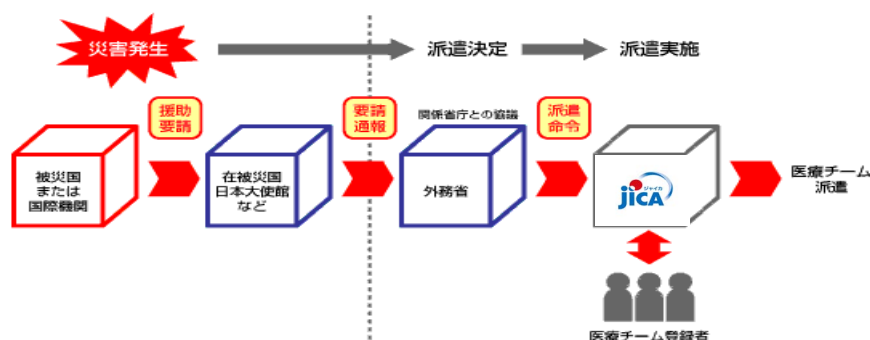 災害発生
派遣決定
派遣実施
援助
要請
要請
通報
関係省庁との協議
派遣
命令
被災国
または
国際機関
在被災国
日本大使館
など
外務省
ジャイカ
jICA
医療チーム
派遣
医療チーム登録者